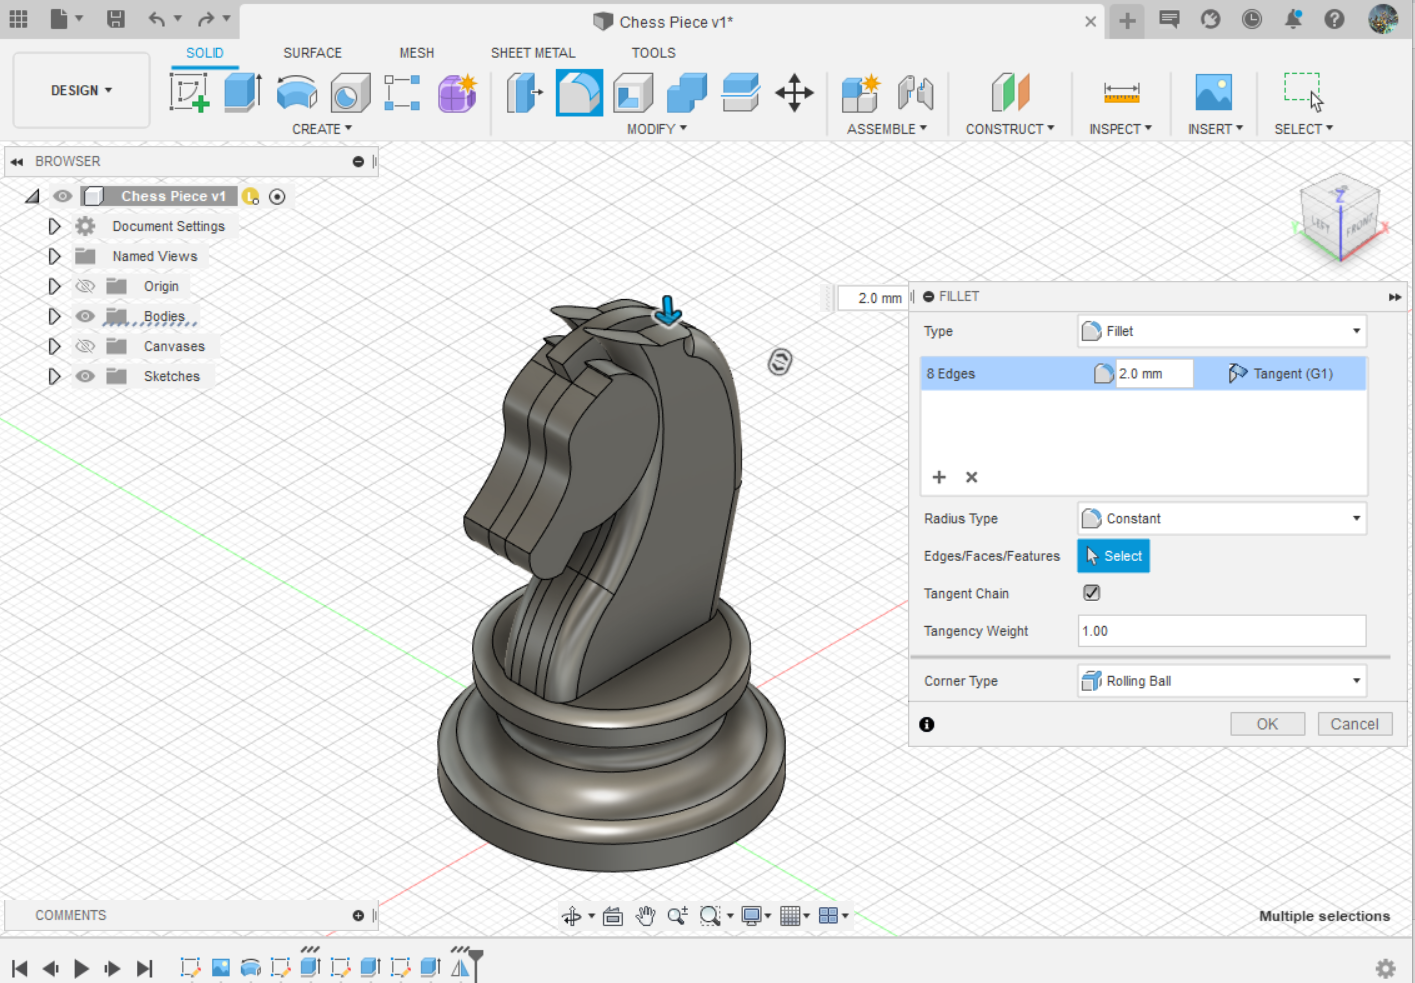 Chess Piece v1*
SOLID SURFACE MESH SHEET METAL TOOLS
DESIGN
CREATE MODIFY ASSEMBLE CONSTRUCT INSPECT INSERT SELECT
BROWSER
Chess Piece v1
Document Settings
Named Views
Origin
Bodies
Canvases
Sketches
Z
LEFT FRONT
Y X
2.0 mm
FILLET
Type Fillet
8 Edges 2.0 mm Tangent (G1)
Radius Type Constant
Edges/Faces/Features Select
Tangent Chain
Tangency Weight 1.00
Corner Type Rolling Ball
OK Cancel
COMMENTS
Multiple selections